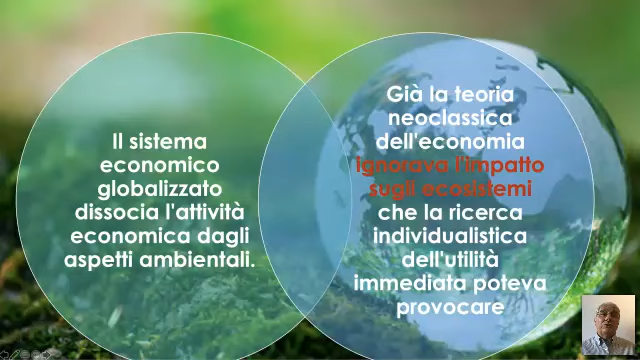 Il sistema
economico
globalizzato
dissocia l'attività
economica dagli
aspetti ambientali.
Già la teoria
neoclassica
dell'economia
ignorava l'impatto
sugli ecosistemi
che la ricerca
individualistica
dell'utilità
immediata poteva
provocare